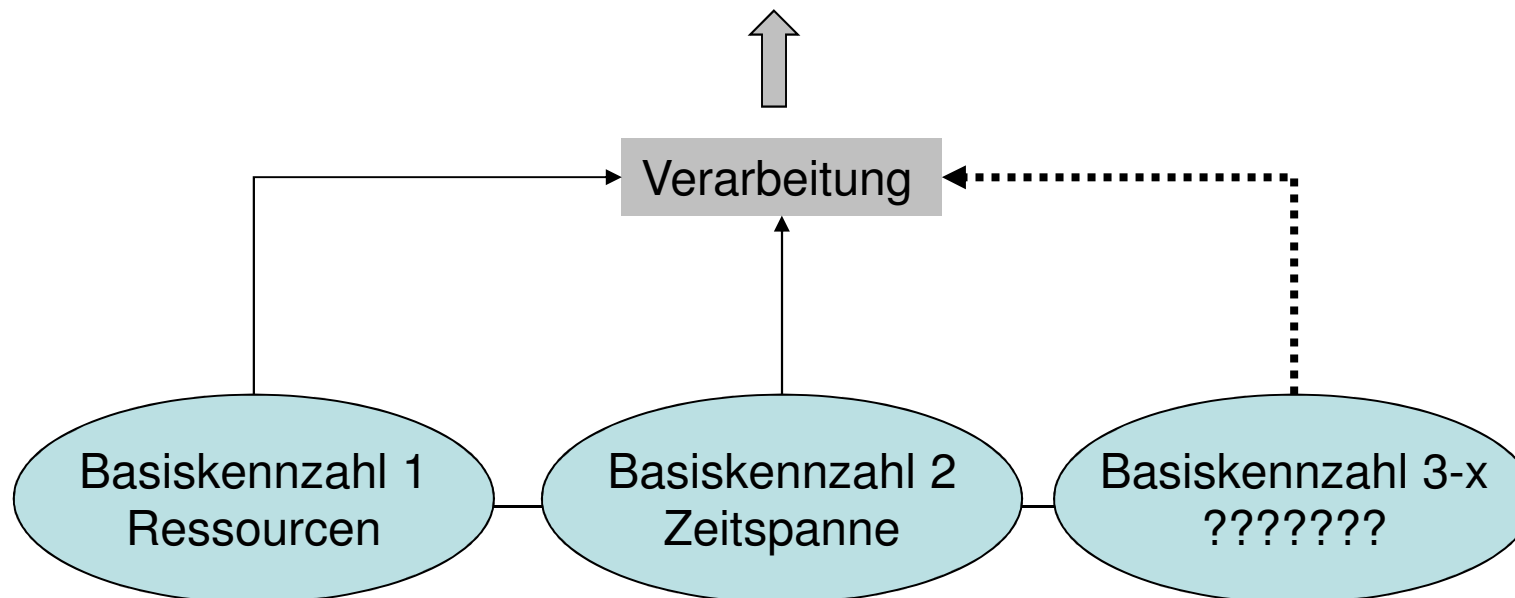 Verarbeitung
Basiskennzahl 1
Ressourcen
Basiskennzahl 2
Zeitspanne
Basiskennzahl 3-x
???????